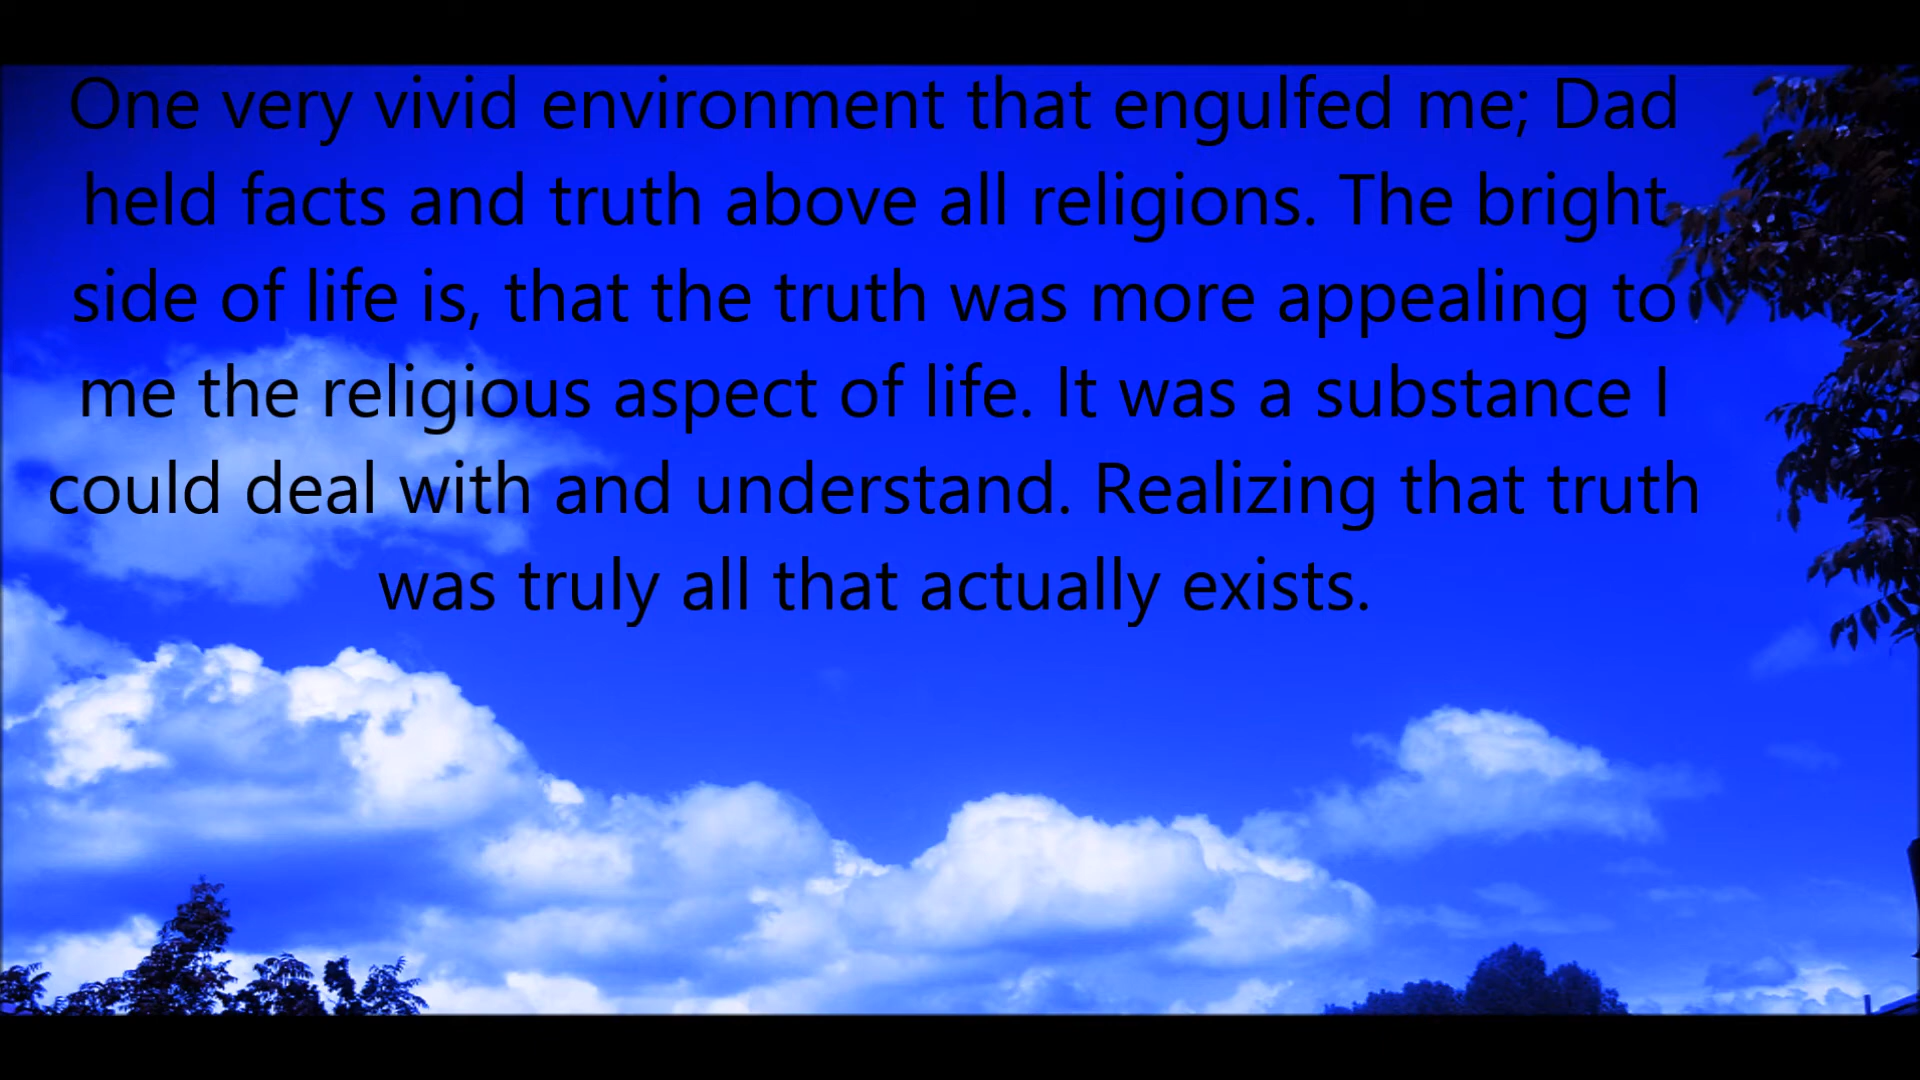 One very vivid environment that engulfed me; Dad
held facts and truth above all religions. The bright
side of life is, that the truth was more appealing to
me the religious aspect of life. It was a substance I
could deal with and understand. Realizing that truth
was truly all that actually exists.